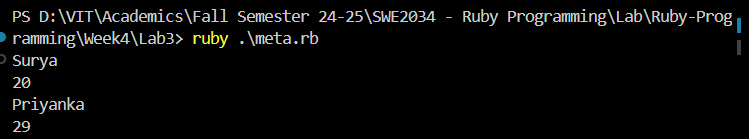 PS D:\VIT\Academics\Fall Semester 24-25\SWE2034 - Ruby Programming\Lab\Ruby-Prog
ramming\Week4\Lab3> ruby .\meta.rb
Surya
20
Priyanka
29